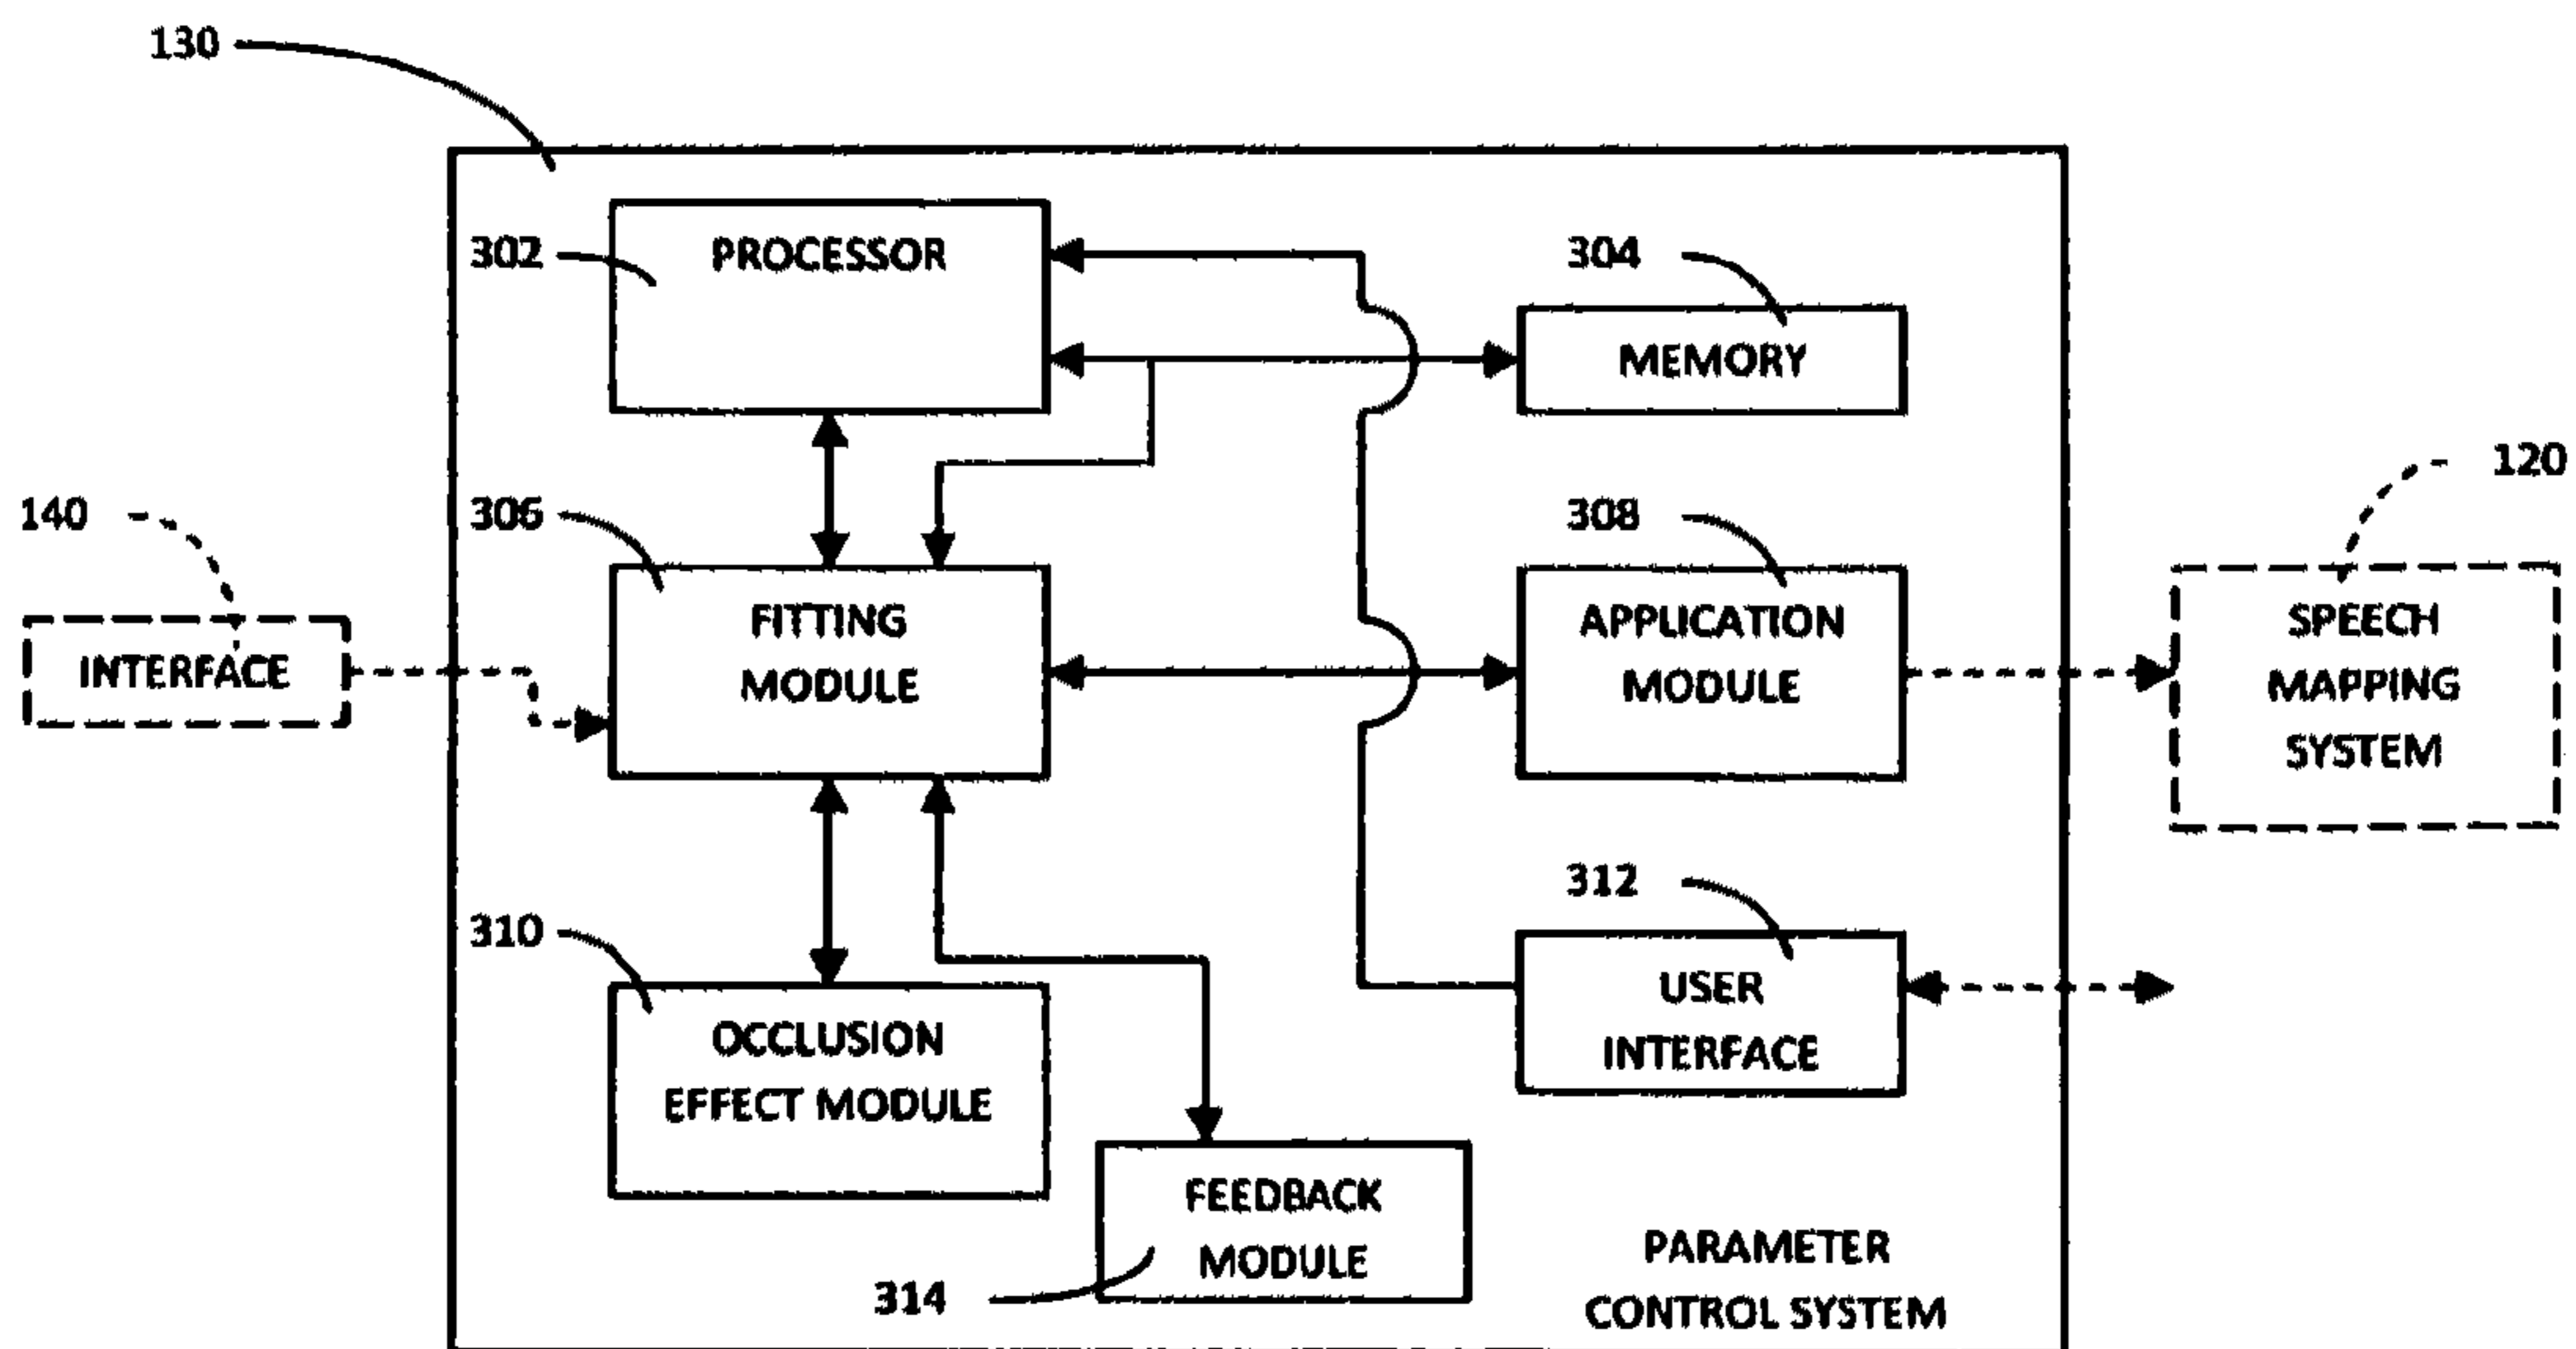 130
302
PROCESSOR
304
MEMORY
140
INTERFACE
306
FITTING
MODULE
308
APPLICATION
MODULE
120
SPEECH
MAPPING
SYSTEM
310
OCCLUSION
EFFECT MODULE
312
USER
INTERFACE
314
FEEDBACK
MODULE
PARAMETER
CONTROL SYSTEM